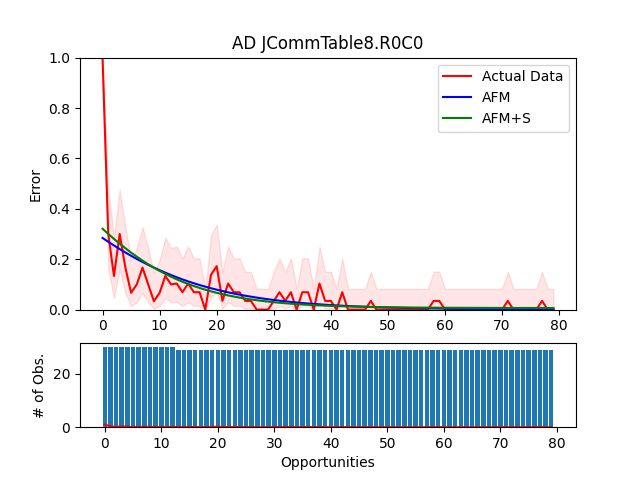 AD JCommTable8.R0C0
1.0
0.8
0.6
0.4
0.2
0.0
Error
Actual Data
AFM
AFM+S
0 10 20 30 40 50 60 70 80
20
0
# of Obs.
0 10 20 30 40 50 60 70 80
Opportunities